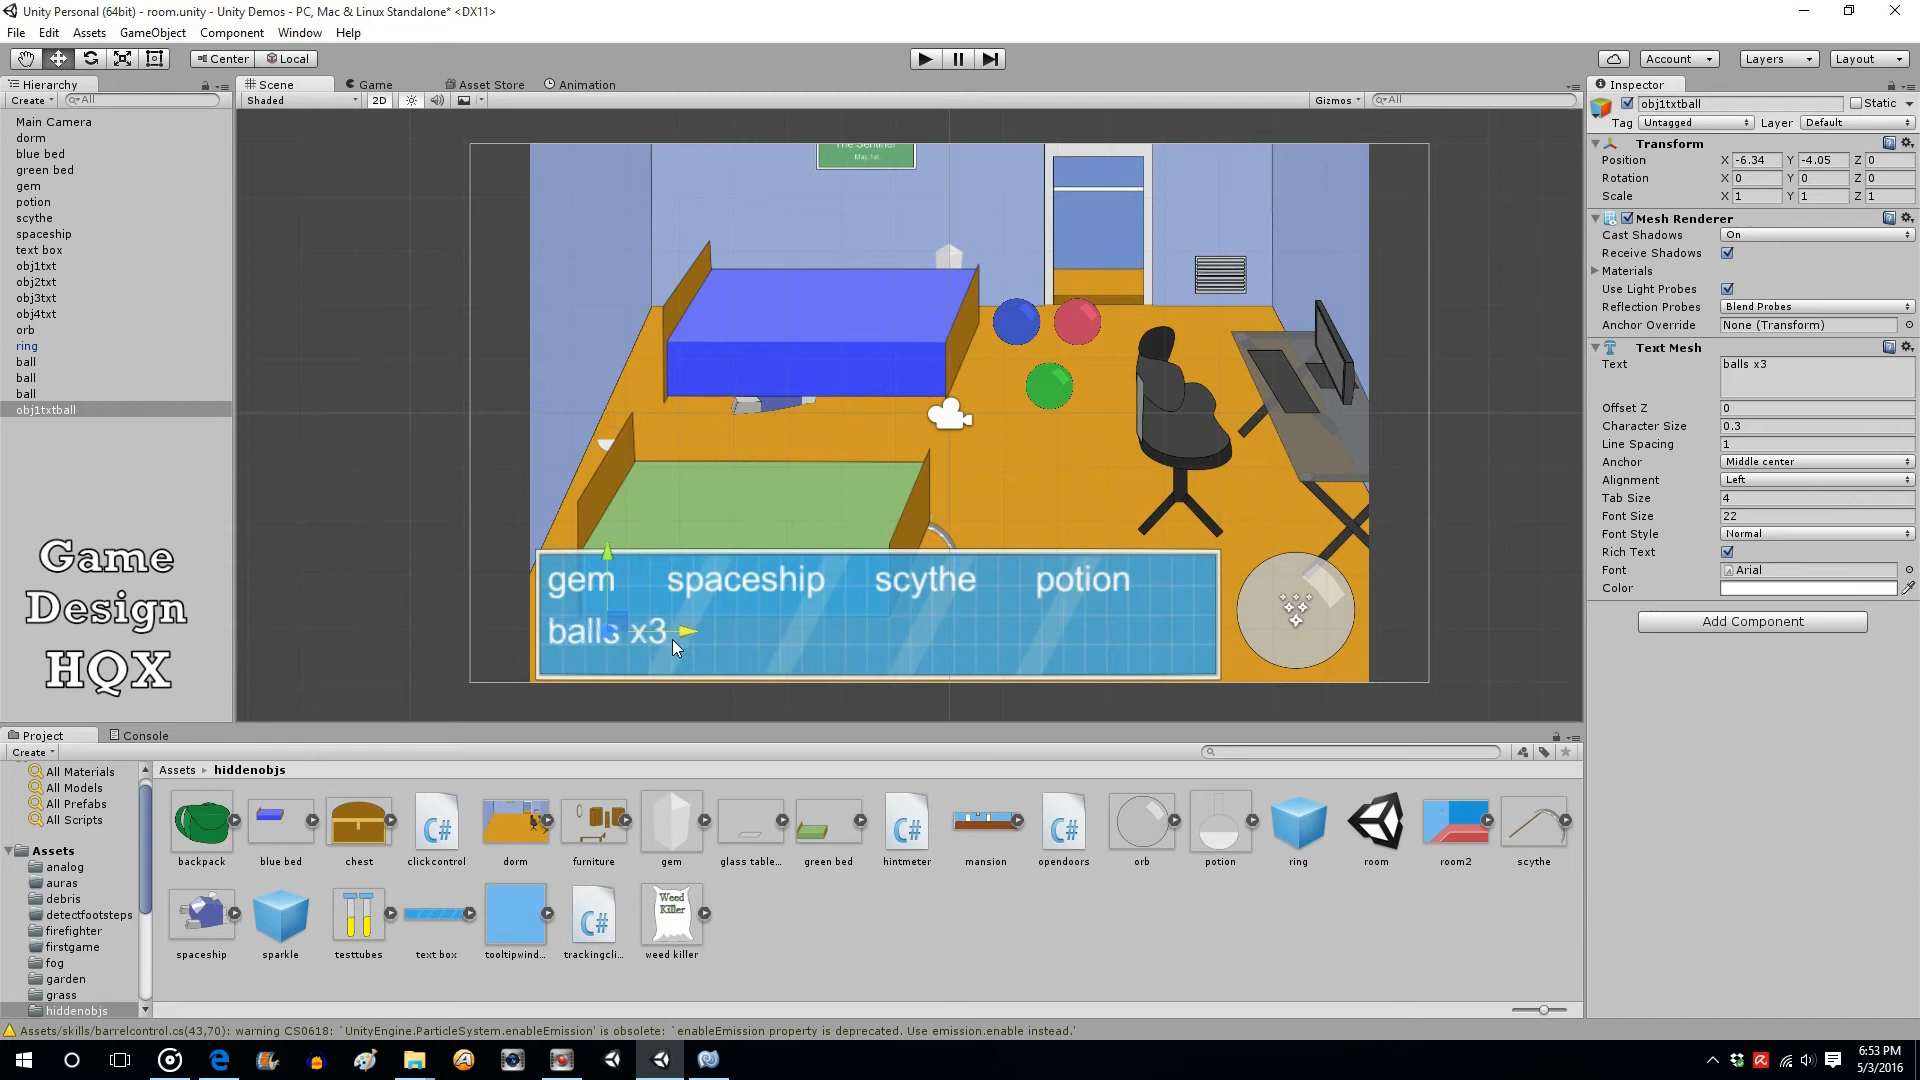 Unity Personal (64bit) - room.unity - Unity Demos - PC, Mac & Linux Standalone* <DX11>
File Edit Assets GameObject Component Window Help
Center Local Account Layers Layout
Hierarchy
Create All
Main Camera
dorm
blue bed
green bed
gem
potion
scythe
spaceship
text box
obj1txt
obj2txt
obj3txt
obj4txt
orb
ring
ball
ball
ball
obj1txtball
Game
Design
HQX
Scene Game Asset Store Animation
Shaded 2D Gizmos All
The Sentinel
May 1st
gem spaceship scythe potion
balls x3
Inspector
obj1txtball Static
Tag Untagged Layer Default
Transform
Position X -6.34 Y -4.05 Z 0
Rotation X 0 Y 0 Z 0
Scale X 1 Y 1 Z 1
Mesh Renderer
Cast Shadows On
Receive Shadows
Materials
Use Light Probes
Reflection Probes Blend Probes
Anchor Override None (Transform)
Text Mesh
Text balls x3
Offset Z 0
Character Size 0.3
Line Spacing 1
Anchor Middle center
Alignment Left
Tab Size 4
Font Size 22
Font Style Normal
Rich Text
Font Arial
Color
Add Component
Project Console
Create
All Materials
All Models
All Prefabs
All Scripts
Assets
analog
auras
debris
detectfootsteps
firefighter
firstgame
fog
garden
grass
hiddenobjs
Assets hiddenobjs
C# C# C#
backpack blue bed chest clickcontrol dorm furniture gem glass table... green bed hintmeter mansion opendoors orb potion ring room room2 scythe
C# Weed Killer
spaceship sparkle testtubes text box tooltipwind... trackingcli... weed killer
Assets/skills/barrelcontrol.cs(43,70): warning CS0618: `UnityEngine.ParticleSystem.enableEmission' is obsolete: `enableEmission property is deprecated. Use emission.enable instead.'
6:53 PM
5/3/2016